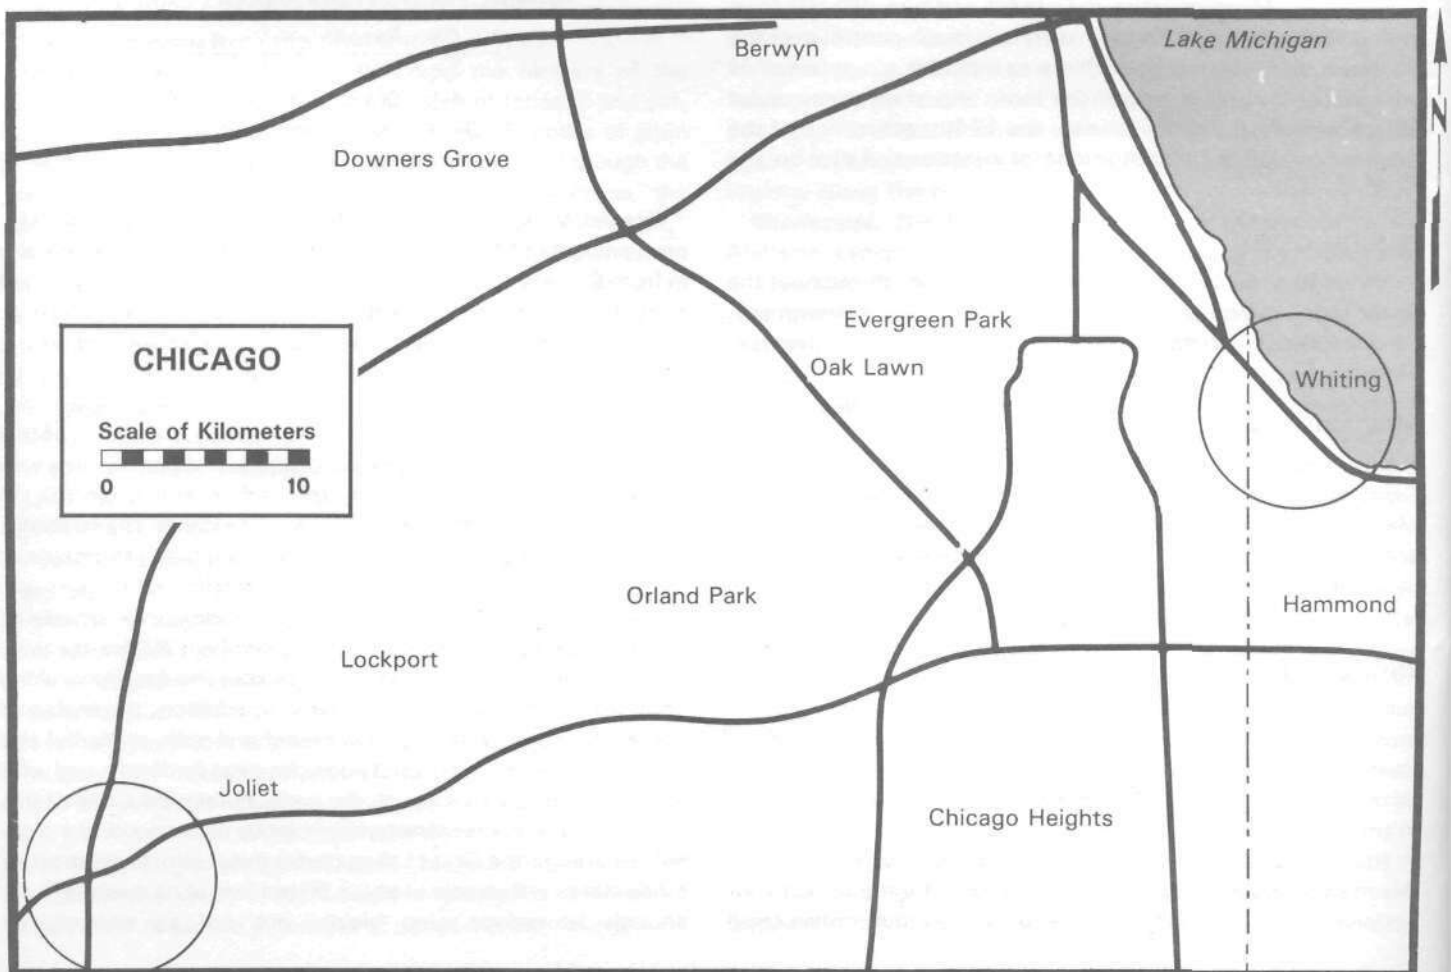 Lake Michigan
Berwyn
N
Downers Grove
Evergreen Park
CHICAGO
Oak Lawn
Whiting
Scale of Kilometers
0 10
Orland Park
Hammond
Lockport
Joliet
Chicago Heights